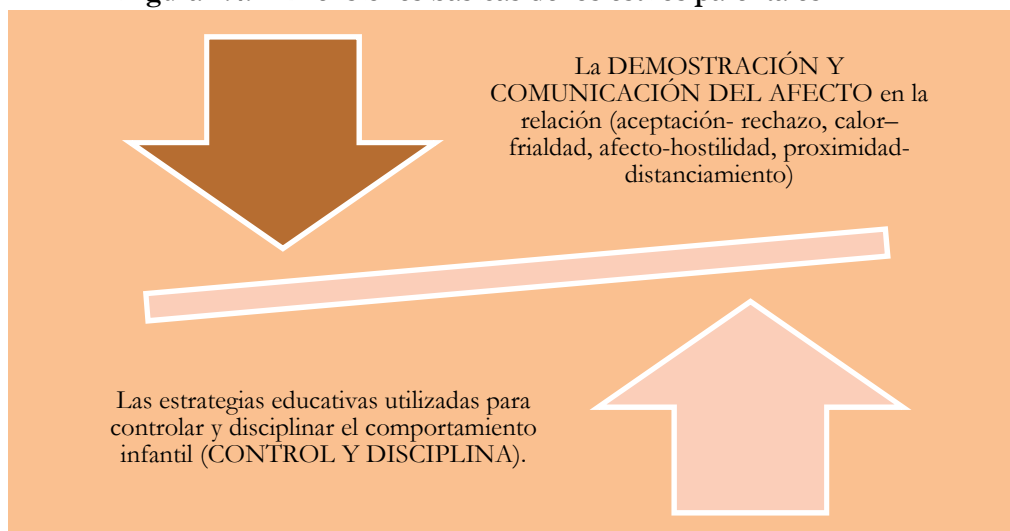 La DEMOSTRACIÓN Y
COMUNICACIÓN DEL AFECTO en la
relación (aceptación- rechazo, calor–
frialdad, afecto-hostilidad, proximidad-
distanciamiento)
Las estrategias educativas utilizadas para
controlar y disciplinar el comportamiento
infantil (CONTROL Y DISCIPLINA).